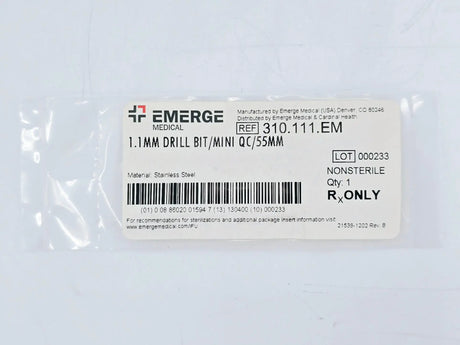 EMERGE
MEDICAL
Manufactured by Emerge Medical (USA) Denver, CO 80246
Distributed by Emerge Medical & Cardinal Health
REF 310.111.EM
1.1MM DRILL BIT/MINI QC/55MM
LOT 000233
NONSTERILE
Qty: 1
RxONLY
Material: Stainless Steel
(01) 0 08 86020 01594 7 (13) 130400 (10) 000233
For recommendations for sterilizations and additional package insert information visit
www.emergemedical.com/IFU
21539-1202 Rev. B